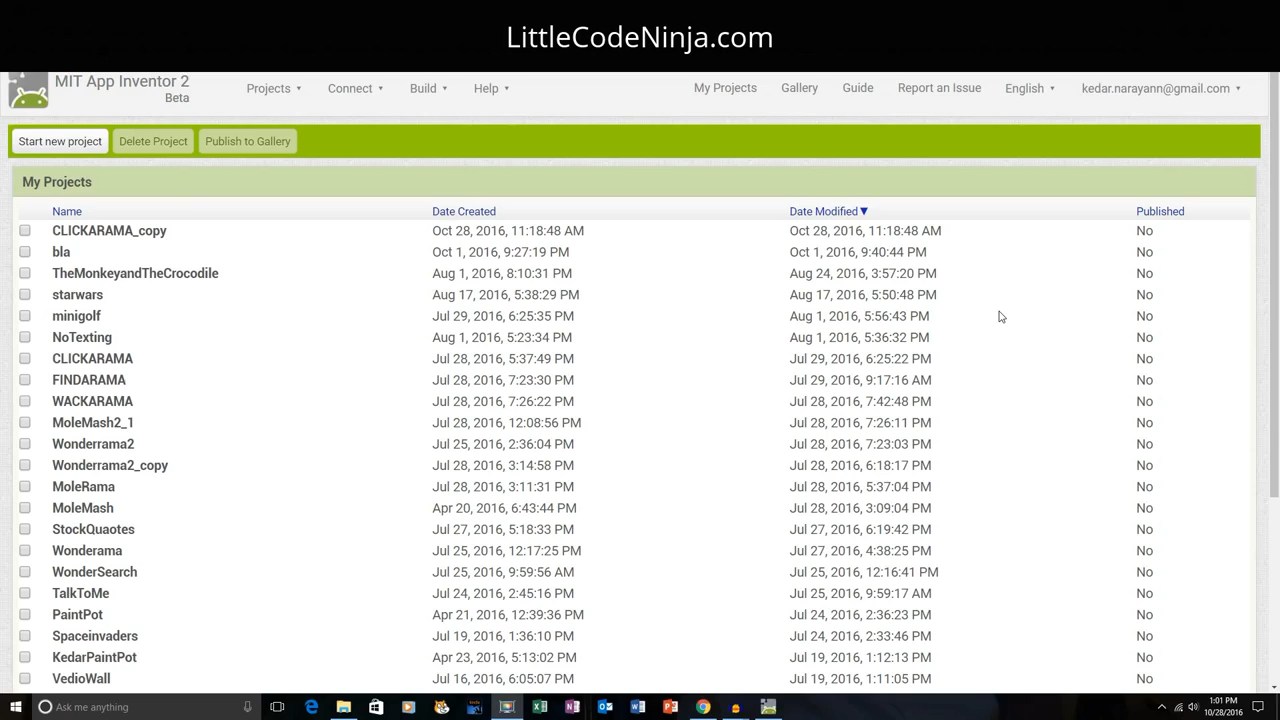 LittleCodeNinja.com
MIT App Inventor 2
Beta
Projects Connect Build Help My Projects Gallery Guide Report an Issue English kedar.narayann@gmail.com
Start new project Delete Project Publish to Gallery
My Projects
Name Date Created Date Modified▼ Published
CLICKARAMA_copy Oct 28, 2016, 11:18:48 AM Oct 28, 2016, 11:18:48 AM No
bla Oct 1, 2016, 9:27:19 PM Oct 1, 2016, 9:40:44 PM No
TheMonkeyandTheCrocodile Aug 1, 2016, 8:10:31 PM Aug 24, 2016, 3:57:20 PM No
starwars Aug 17, 2016, 5:38:29 PM Aug 17, 2016, 5:50:48 PM No
minigolf Jul 29, 2016, 6:25:35 PM Aug 1, 2016, 5:56:43 PM No
NoTexting Aug 1, 2016, 5:23:34 PM Aug 1, 2016, 5:36:32 PM No
CLICKARAMA Jul 28, 2016, 5:37:49 PM Jul 29, 2016, 6:25:22 PM No
FINDARAMA Jul 28, 2016, 7:23:30 PM Jul 29, 2016, 9:17:16 AM No
WACKARAMA Jul 28, 2016, 7:26:22 PM Jul 28, 2016, 7:42:48 PM No
MoleMash2_1 Jul 28, 2016, 12:08:56 PM Jul 28, 2016, 7:26:11 PM No
Wonderrama2 Jul 25, 2016, 2:36:04 PM Jul 28, 2016, 7:23:03 PM No
Wonderrama2_copy Jul 28, 2016, 3:14:58 PM Jul 28, 2016, 6:18:17 PM No
MoleRama Jul 28, 2016, 3:11:31 PM Jul 28, 2016, 5:37:04 PM No
MoleMash Apr 20, 2016, 6:43:44 PM Jul 28, 2016, 3:09:04 PM No
StockQuaotes Jul 27, 2016, 5:18:33 PM Jul 27, 2016, 6:19:42 PM No
Wonderama Jul 25, 2016, 12:17:25 PM Jul 27, 2016, 4:38:25 PM No
WonderSearch Jul 25, 2016, 9:59:56 AM Jul 25, 2016, 12:16:41 PM No
TalkToMe Jul 24, 2016, 2:45:16 PM Jul 25, 2016, 9:59:17 AM No
PaintPot Apr 21, 2016, 12:39:36 PM Jul 24, 2016, 2:36:23 PM No
Spaceinvaders Jul 19, 2016, 1:36:10 PM Jul 24, 2016, 2:33:46 PM No
KedarPaintPot Apr 23, 2016, 5:13:02 PM Jul 19, 2016, 1:12:13 PM No
VedioWall Jul 16, 2016, 6:05:07 PM Jul 19, 2016, 1:11:05 PM No
Ask me anything 1:01 PM
10/28/2016